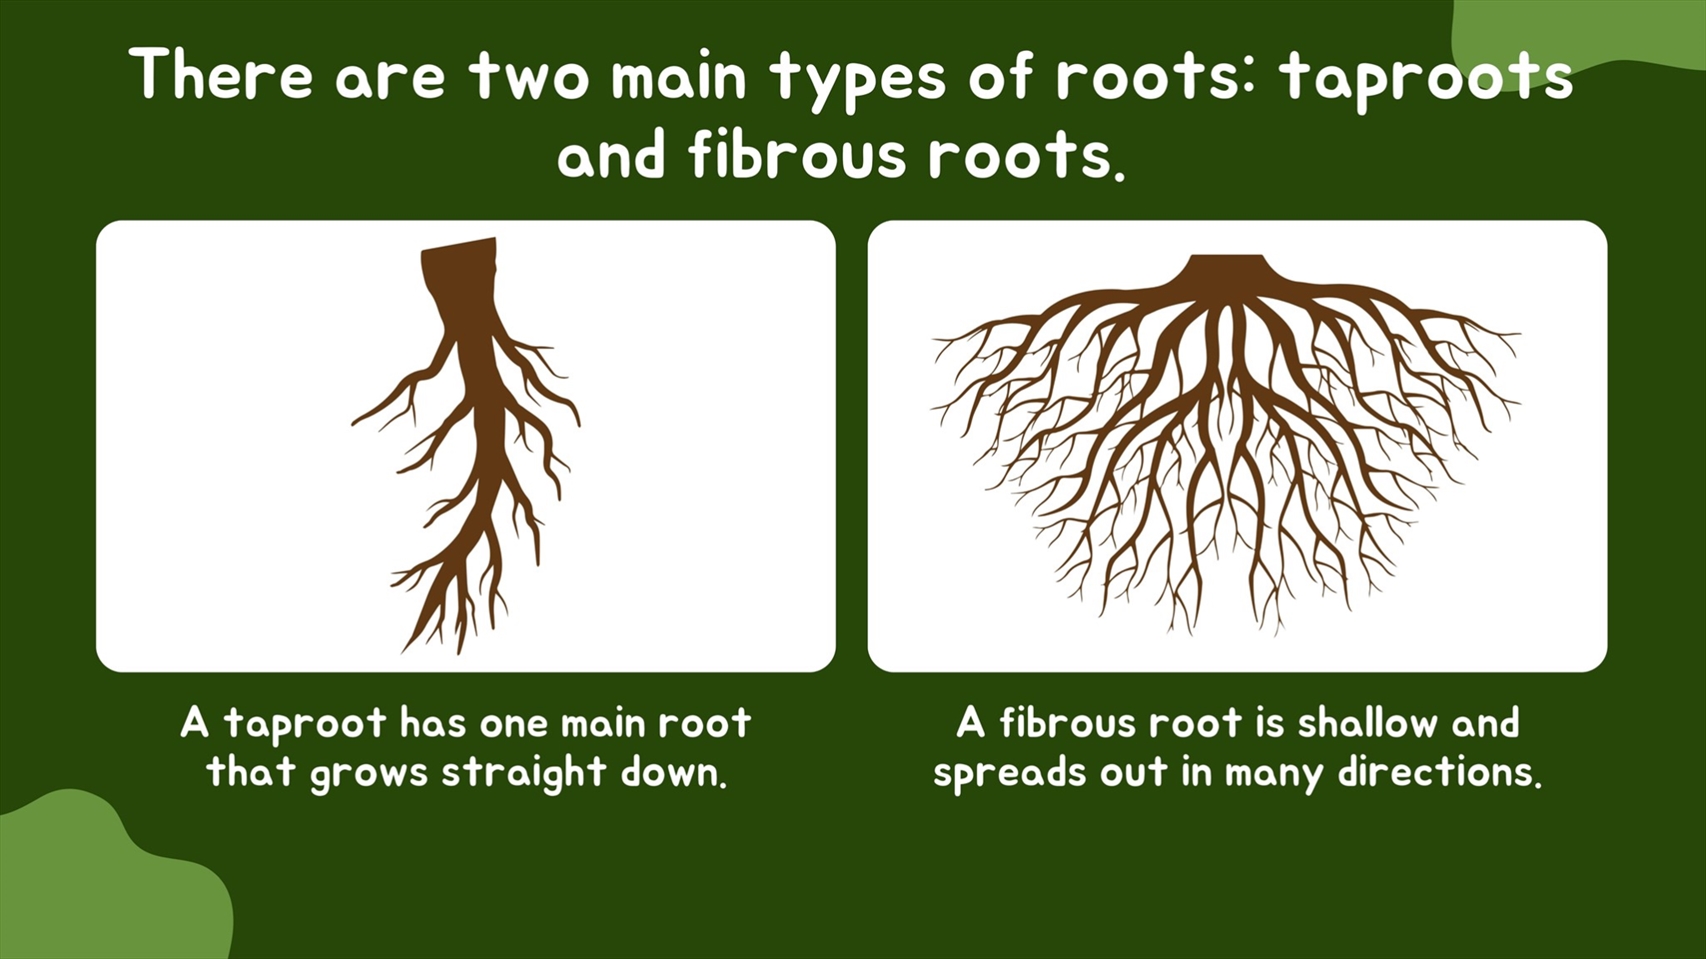 There are two main types of roots: taproots
and fibrous roots.
A taproot has one main root
that grows straight down.
A fibrous root is shallow and
spreads out in many directions.